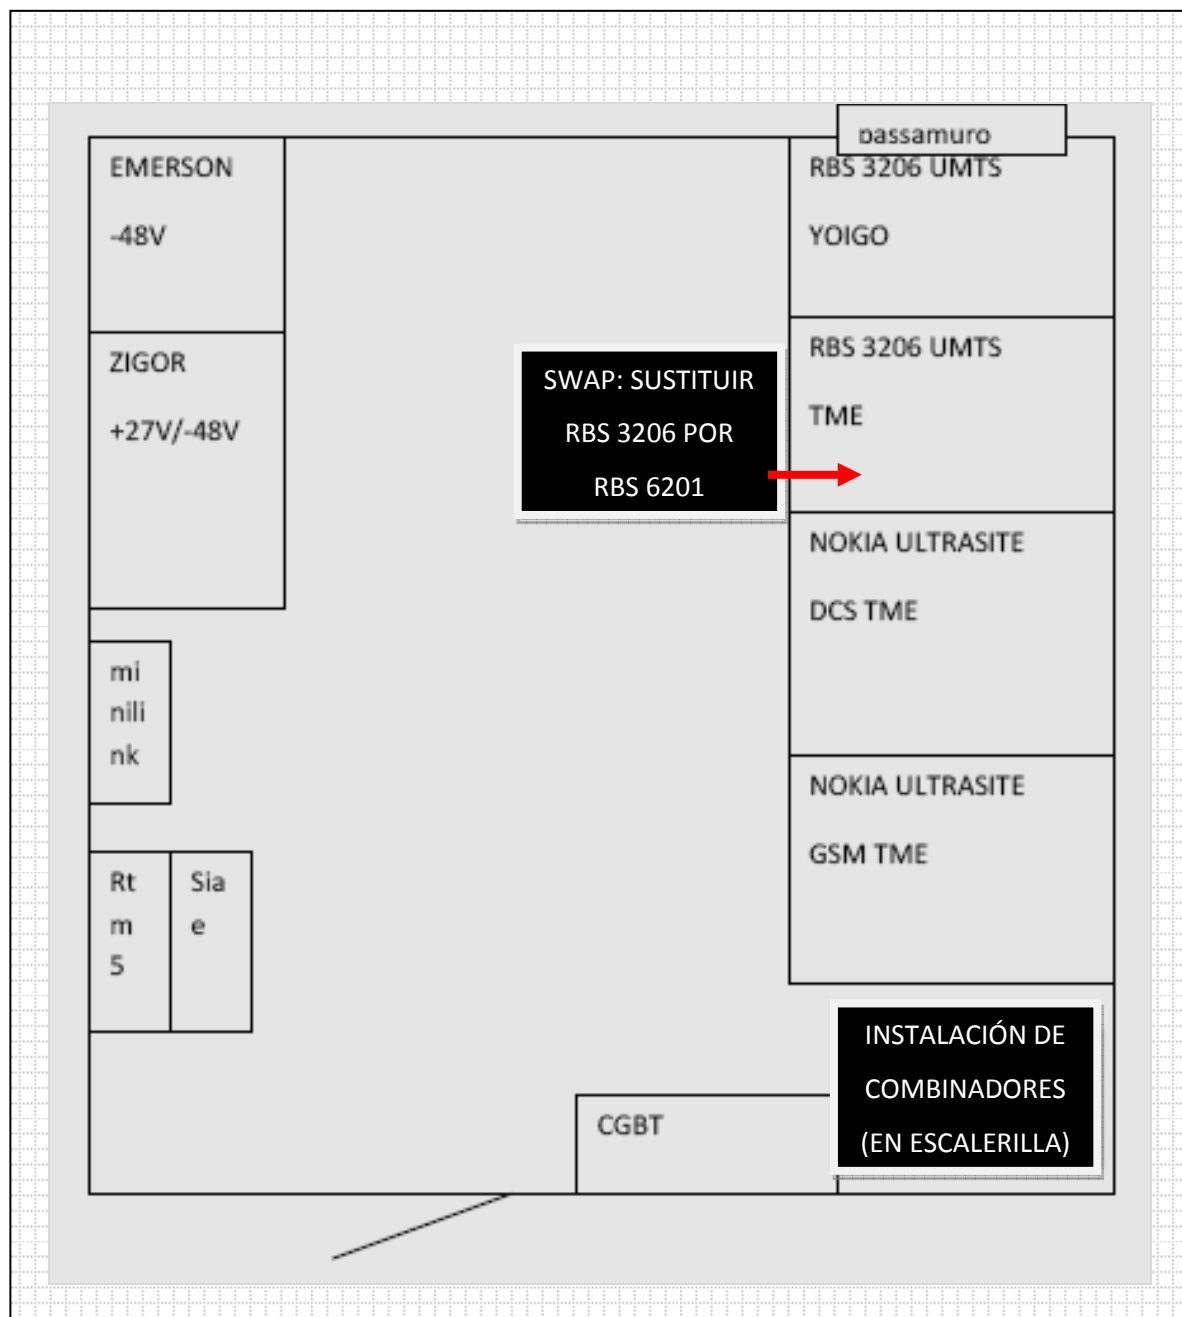 passamuro
EMERSON
-48V
RBS 3206 UMTS
YOIGO
ZIGOR
+27V/-48V
SWAP: SUSTITUIR
RBS 3206 POR
RBS 6201
RBS 3206 UMTS
TME
NOKIA ULTRASITE
DCS TME
mi
nili
nk
NOKIA ULTRASITE
GSM TME
Rt
m
5
Sia
e
INSTALACIÓN DE
COMBINADORES
(EN ESCALERILLA)
CGBT